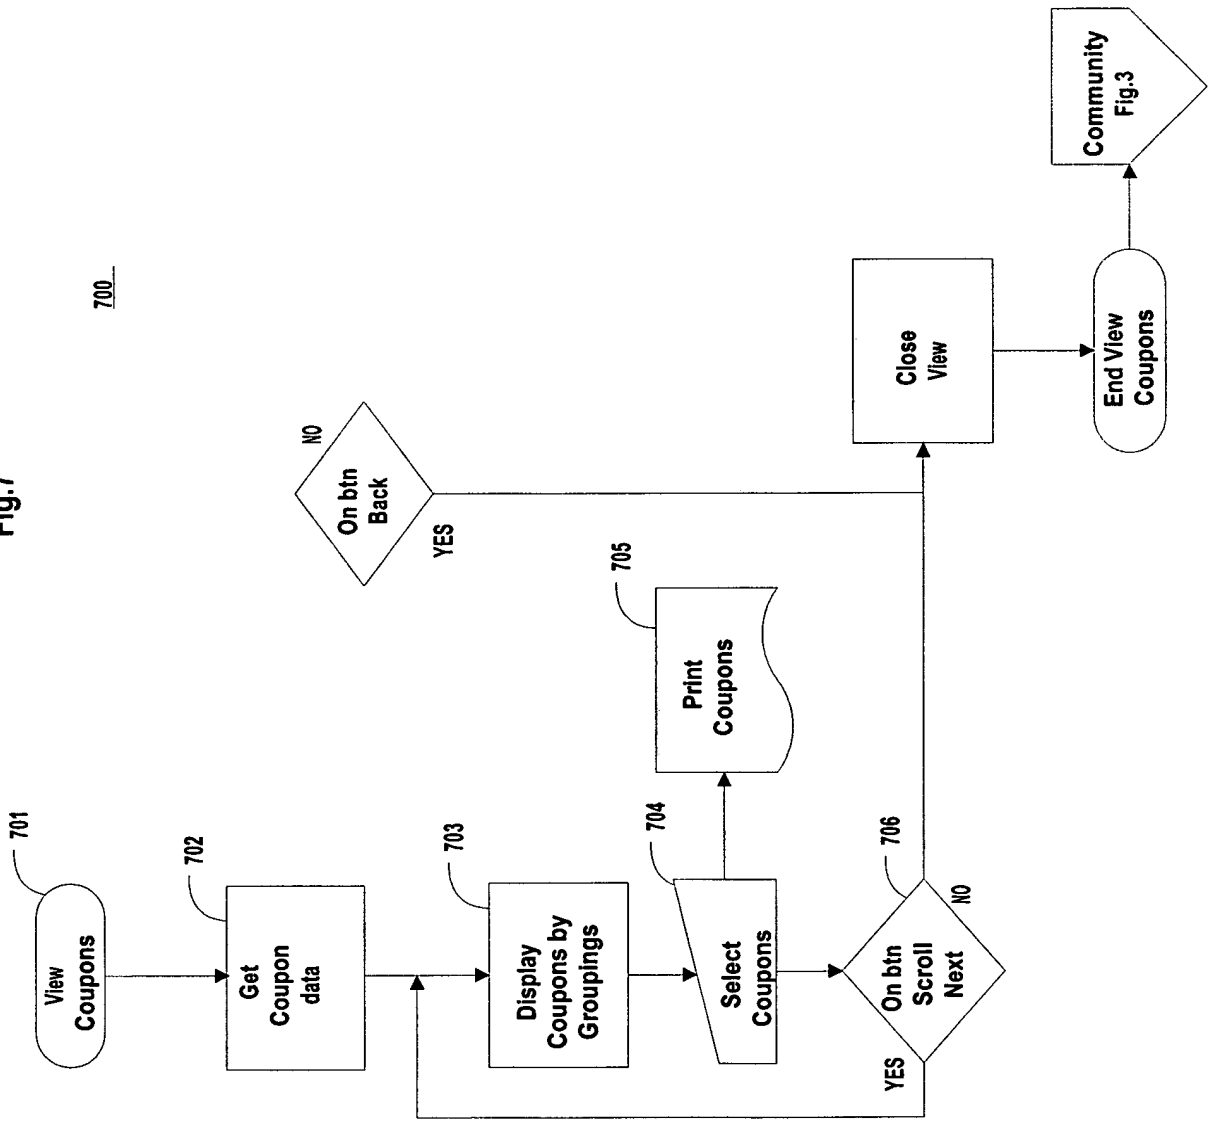 Fig.7
700
701
View
Coupons
702
Get
Coupon
data
703
Display
Coupons by
Groupings
704
Select
Coupons
705
Print
Coupons
706
On btn
Scroll
Next
YES
NO
On btn
Back
NO
YES
Close
View
End View
Coupons
Community
Fig.3